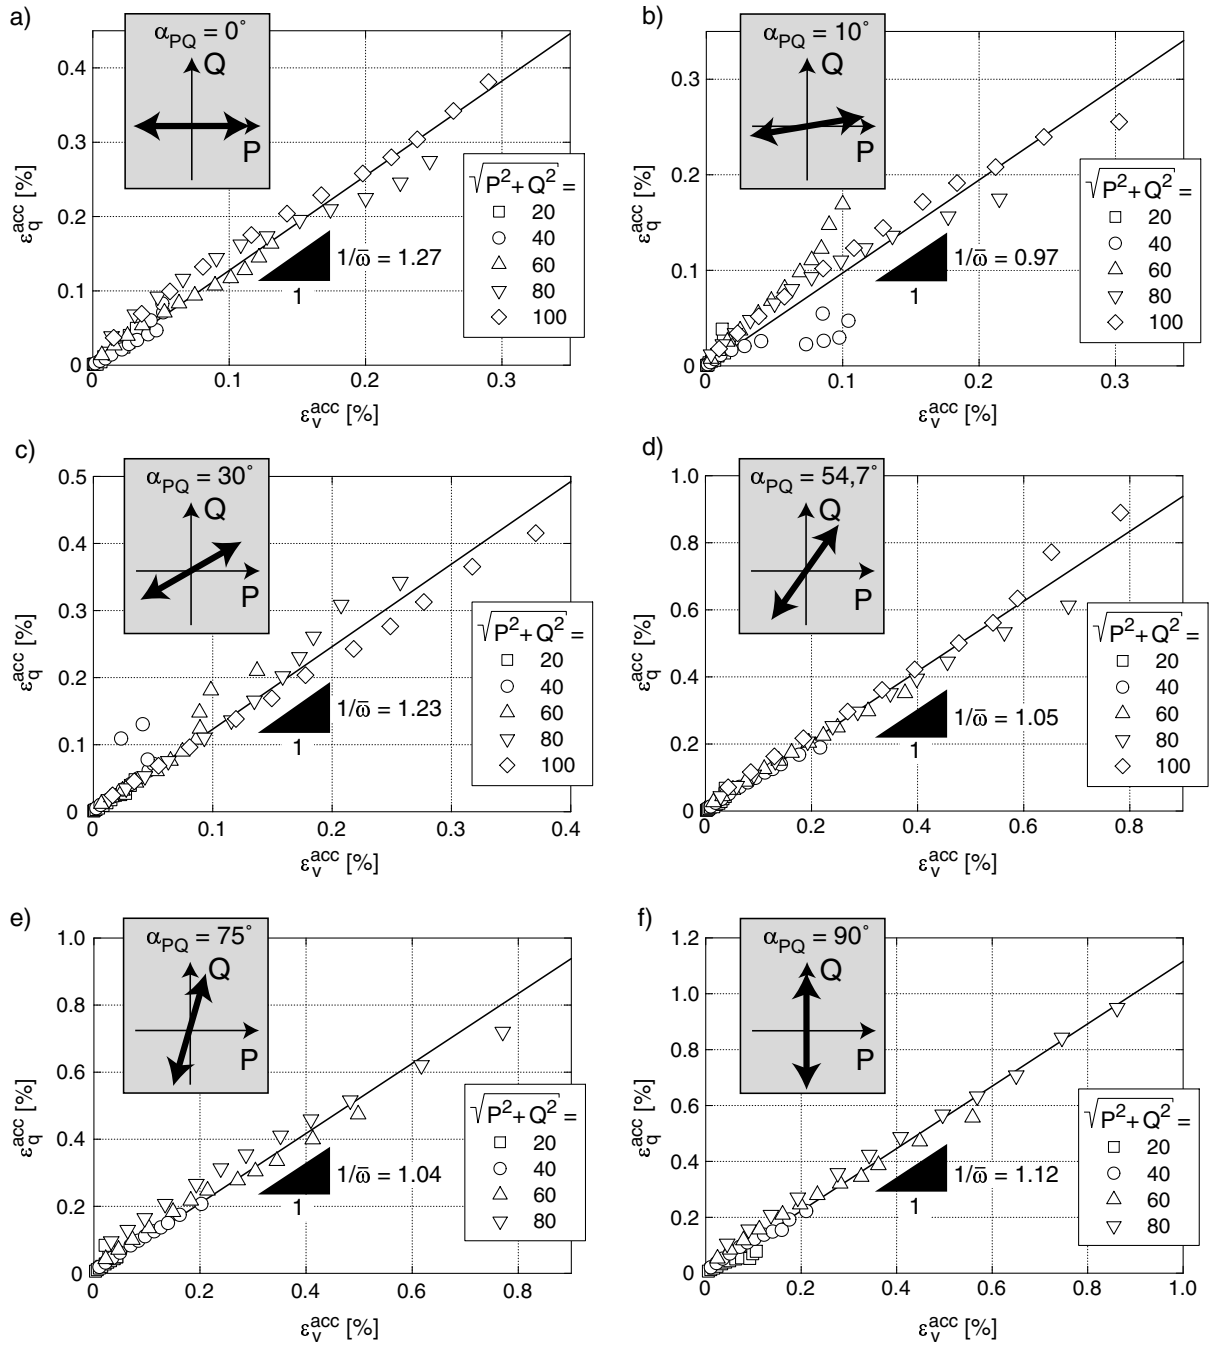 a)
α_PQ = 0°
Q
P
0.4
0.3
0.2
0.1
0
ε_q^acc [%]
√P²+Q² =
20
40
60
80
100
1/ω̅ = 1.27
1
0 0.1 0.2 0.3
ε_v^acc [%]
b)
α_PQ = 10°
Q
P
0.3
0.2
0.1
0
ε_q^acc [%]
√P²+Q² =
20
40
60
80
100
1/ω̅ = 0.97
1
0 0.1 0.2 0.3
ε_v^acc [%]
c)
α_PQ = 30°
Q
P
0.5
0.4
0.3
0.2
0.1
0
ε_q^acc [%]
√P²+Q² =
20
40
60
80
100
1/ω̅ = 1.23
1
0 0.1 0.2 0.3 0.4
ε_v^acc [%]
d)
α_PQ = 54,7°
Q
P
1.0
0.8
0.6
0.4
0.2
0
ε_q^acc [%]
√P²+Q² =
20
40
60
80
100
1/ω̅ = 1.05
1
0 0.2 0.4 0.6 0.8
ε_v^acc [%]
e)
α_PQ = 75°
Q
P
1.0
0.8
0.6
0.4
0.2
0
ε_q^acc [%]
√P²+Q² =
20
40
60
80
1/ω̅ = 1.04
1
0 0.2 0.4 0.6 0.8
ε_v^acc [%]
f)
α_PQ = 90°
Q
P
1.2
1.0
0.8
0.6
0.4
0.2
0
ε_q^acc [%]
√P²+Q² =
20
40
60
80
1/ω̅ = 1.12
1
0 0.2 0.4 0.6 0.8 1.0
ε_v^acc [%]